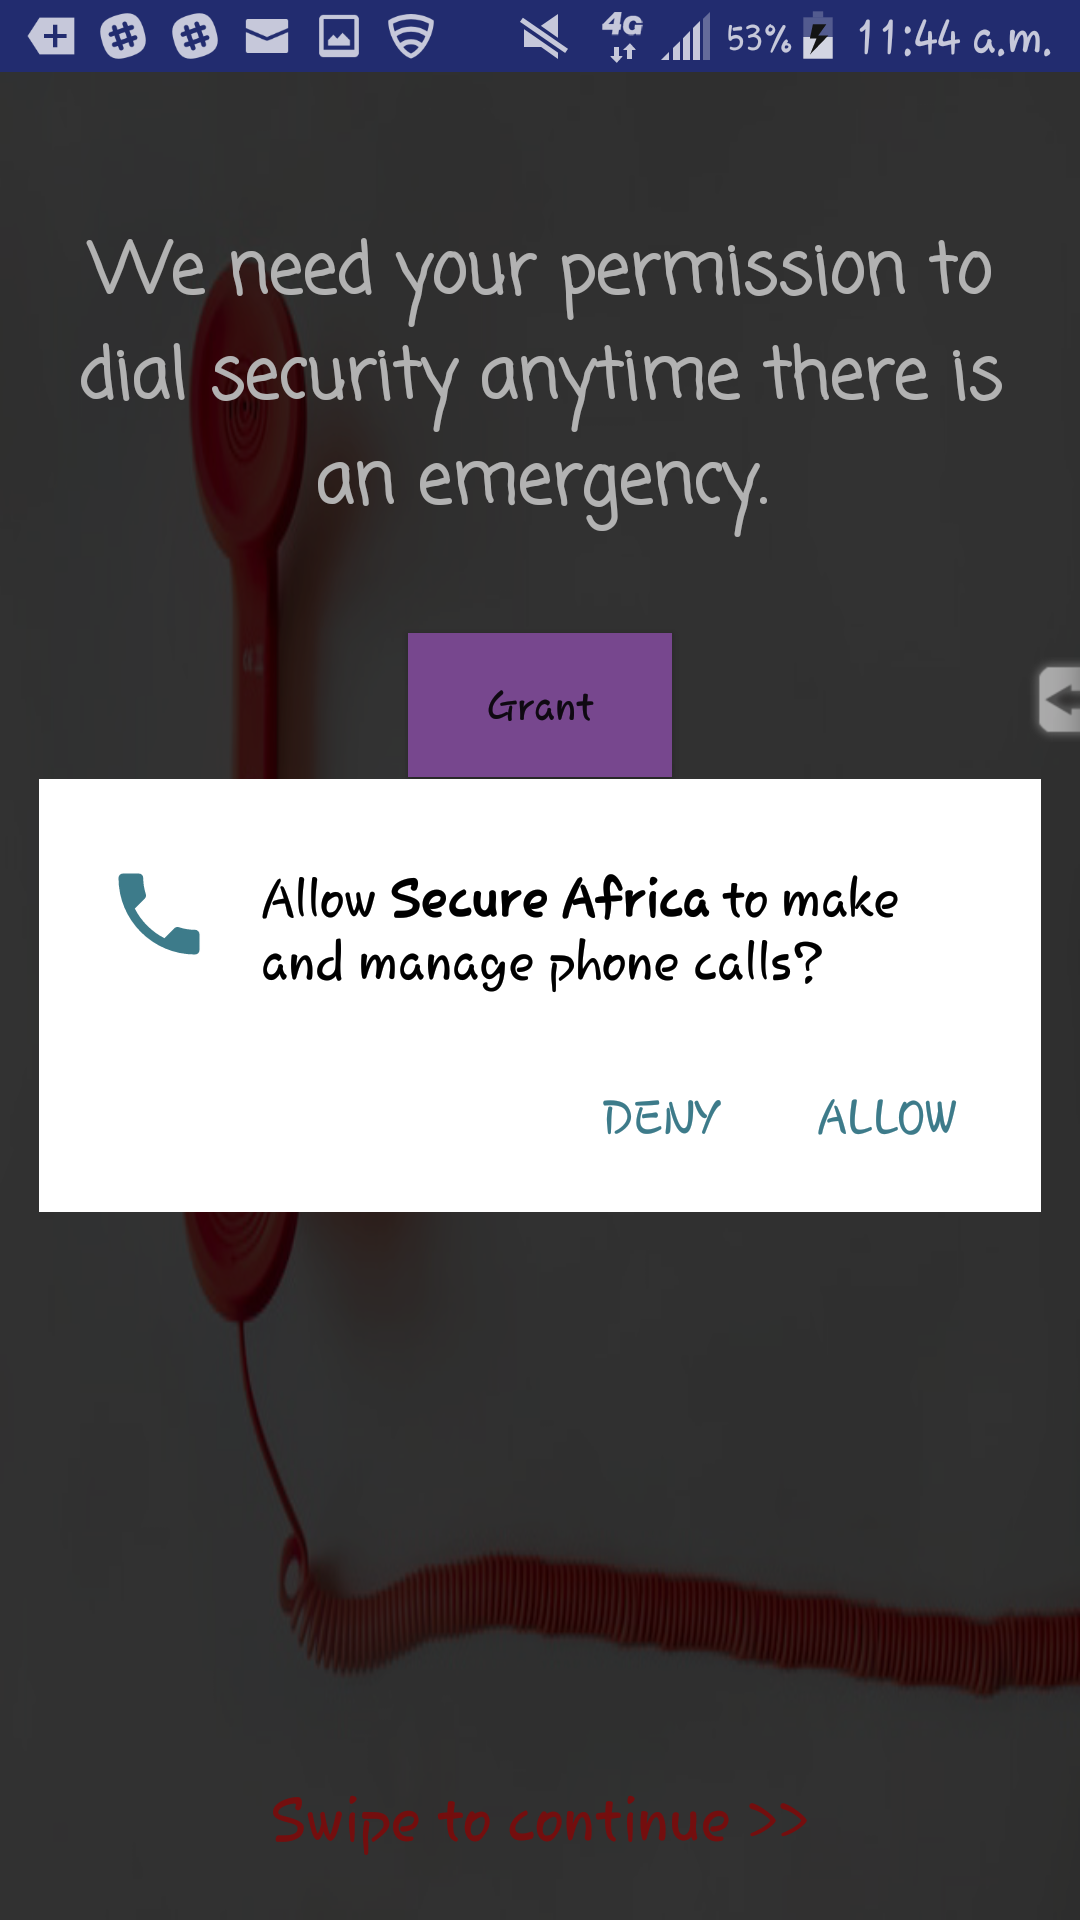 4G 53% 11:44 a.m.
We need your permission to
dial security anytime there is
an emergency.
Grant
Allow Secure Africa to make
and manage phone calls?
DENY ALLOW
Swipe to continue >>